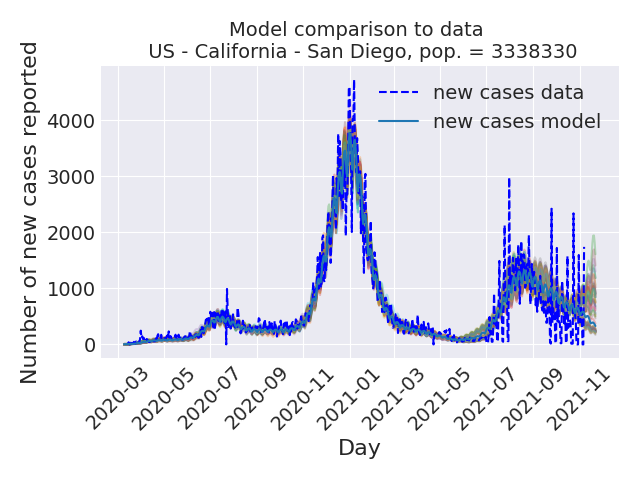 Model comparison to data
US - California - San Diego, pop. = 3338330
Number of new cases reported
4000
3000
2000
1000
0
new cases data
new cases model
2020-03
2020-05
2020-07
2020-09
2020-11
2021-01
2021-03
2021-05
2021-07
2021-09
2021-11
Day